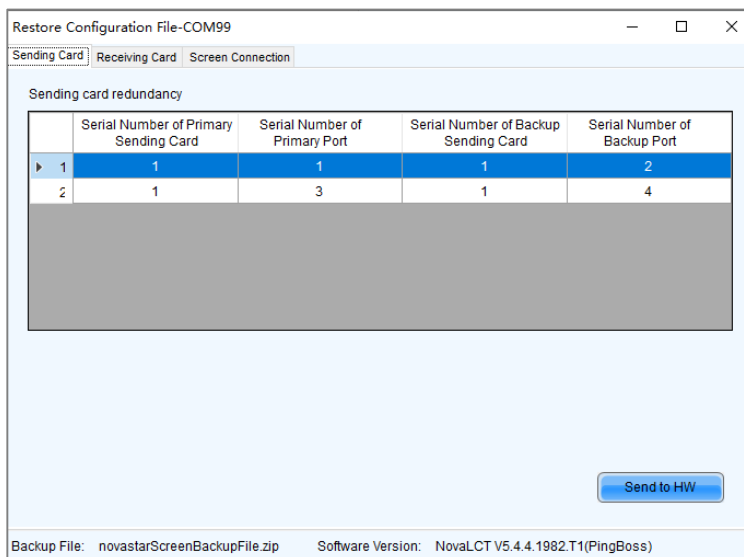 Restore Configuration File-COM99
Sending Card Receiving Card Screen Connection
Sending card redundancy
Serial Number of Primary Sending Card Serial Number of Primary Port Serial Number of Backup Sending Card Serial Number of Backup Port
1 1 1 1 2
2 1 3 1 4
Send to HW
Backup File: novastarScreenBackupFile.zip Software Version: NovaLCT V5.4.4.1982.T1(PingBoss)